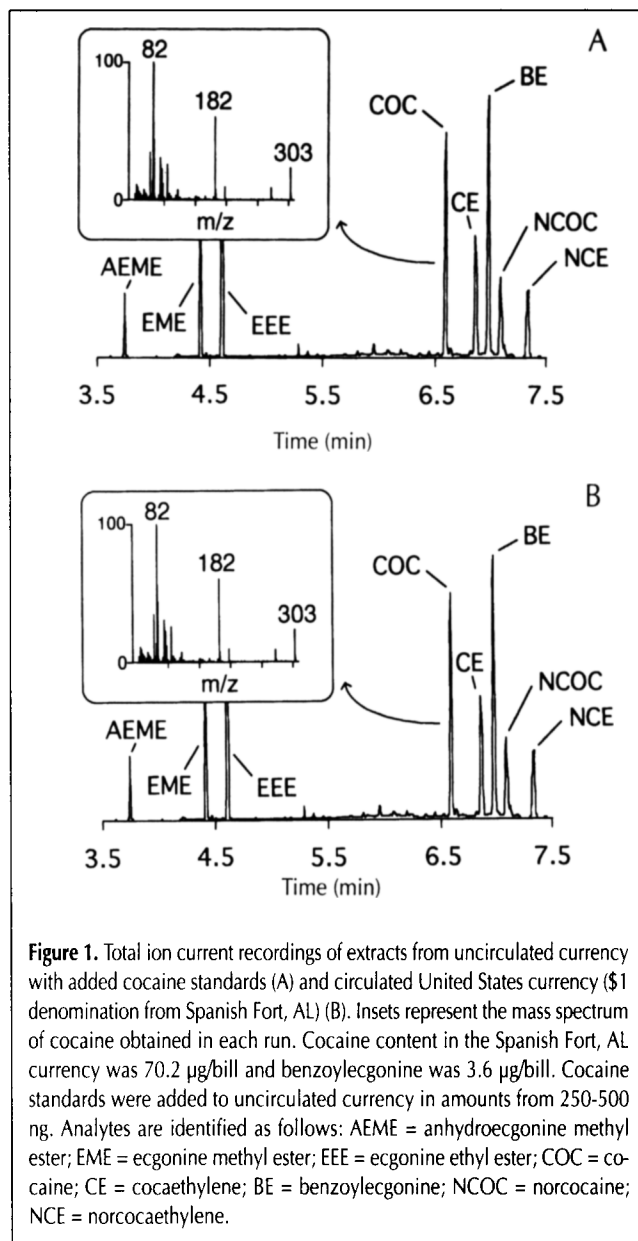 A
100
82
182
303
0
m/z
COC
BE
CE
NCOC
NCE
AEME
EME
EEE
3.5 4.5 5.5 6.5 7.5
Time (min)
B
100
82
182
303
0
m/z
COC
BE
CE
NCOC
NCE
AEME
EME
EEE
3.5 4.5 5.5 6.5 7.5
Time (min)
Figure 1. Total ion current recordings of extracts from uncirculated currency
with added cocaine standards (A) and circulated United States currency ($1
denomination from Spanish Fort, AL) (B). Insets represent the mass spectrum
of cocaine obtained in each run. Cocaine content in the Spanish Fort, AL
currency was 70.2 µg/bill and benzoylecgonine was 3.6 µg/bill. Cocaine
standards were added to uncirculated currency in amounts from 250-500
ng. Analytes are identified as follows: AEME = anhydroecgonine methyl
ester; EME = ecgonine methyl ester; EEE = ecgonine ethyl ester; COC = co-
caine; CE = cocaethylene; BE = benzoylecgonine; NCOC = norcocaine;
NCE = norcocaethylene.